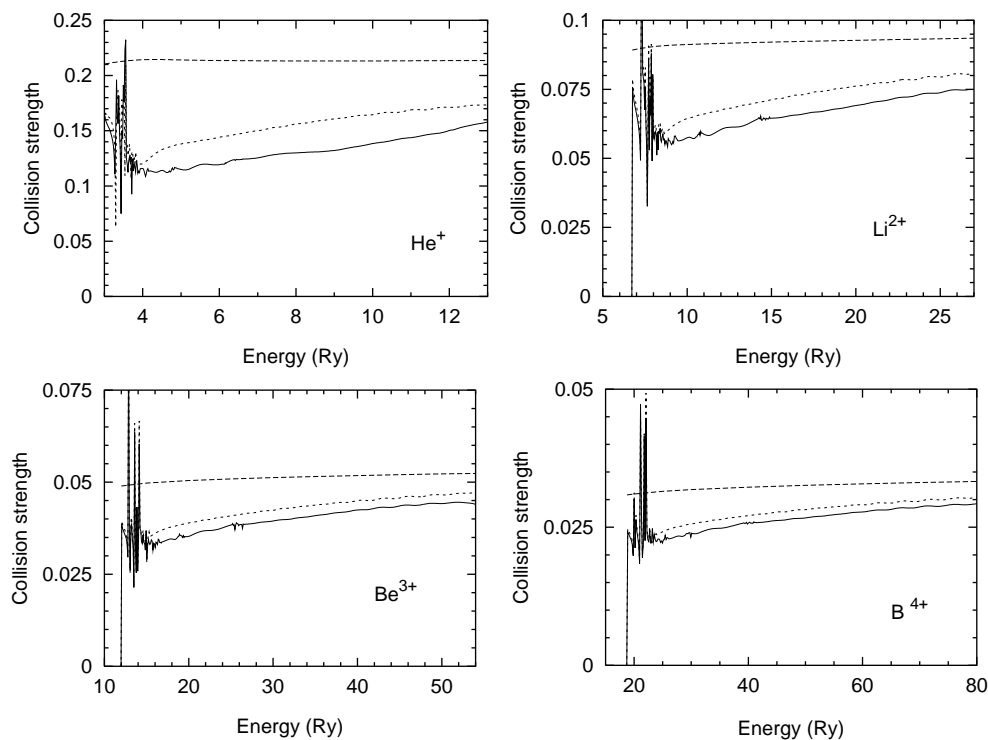 0.25
0.2
0.15
0.1
0.05
0
Collision strength
He+
4 6 8 10 12
Energy (Ry)
0.1
0.075
0.05
0.025
0
Collision strength
Li2+
5 10 15 20 25
Energy (Ry)
0.075
0.05
0.025
0
Collision strength
Be3+
10 20 30 40 50
Energy (Ry)
0.05
0.025
0
Collision strength
B 4+
20 40 60 80
Energy (Ry)